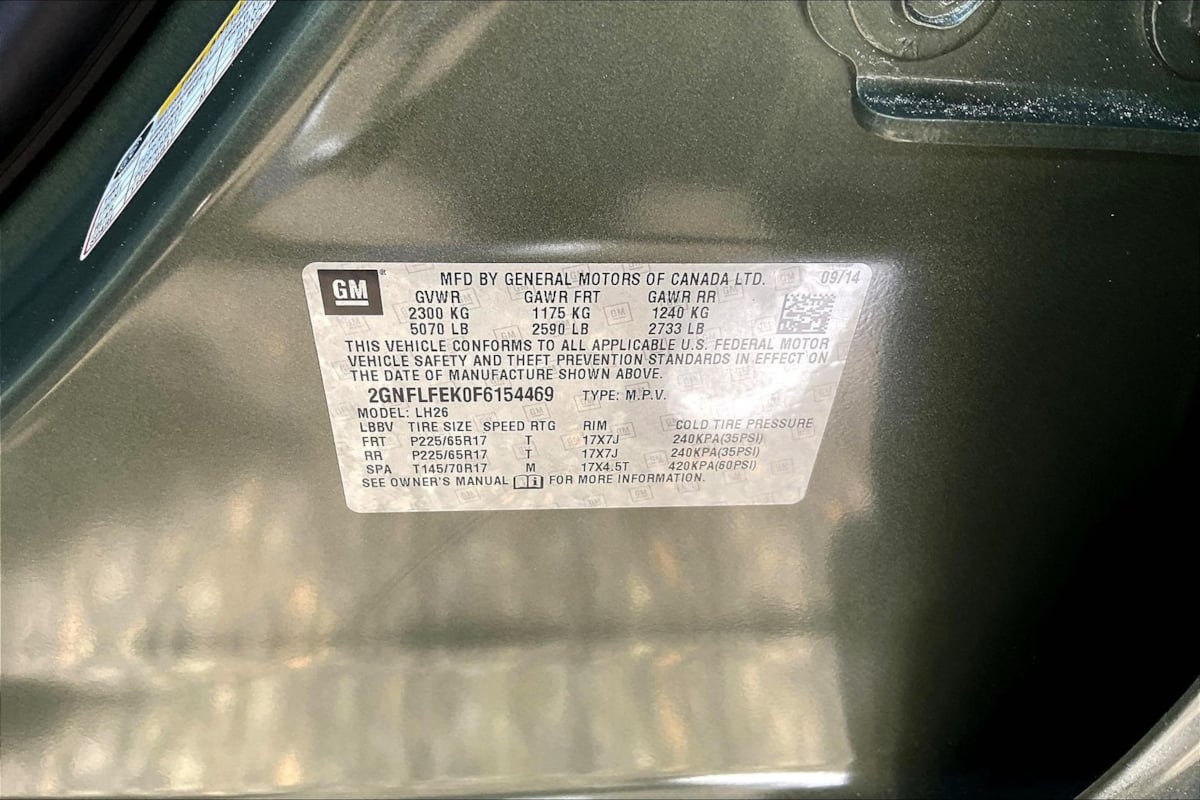 GM
MFD BY GENERAL MOTORS OF CANADA LTD. 09/14
GVWR GAWR FRT GAWR RR
2300 KG 1175 KG 1240 KG
5070 LB 2590 LB 2733 LB
THIS VEHICLE CONFORMS TO ALL APPLICABLE U.S. FEDERAL MOTOR
VEHICLE SAFETY AND THEFT PREVENTION STANDARDS IN EFFECT ON
THE DATE OF MANUFACTURE SHOWN ABOVE.
2GNFLFEK0F6154469 TYPE: M.P.V.
MODEL: LH26
LBBV TIRE SIZE SPEED RTG RIM COLD TIRE PRESSURE
FRT P225/65R17 T 17X7J 240KPA(35PSI)
RR P225/65R17 T 17X7J 240KPA(35PSI)
SPA T145/70R17 M 17X4.5T 420KPA(60PSI)
SEE OWNER'S MANUAL FOR MORE INFORMATION.